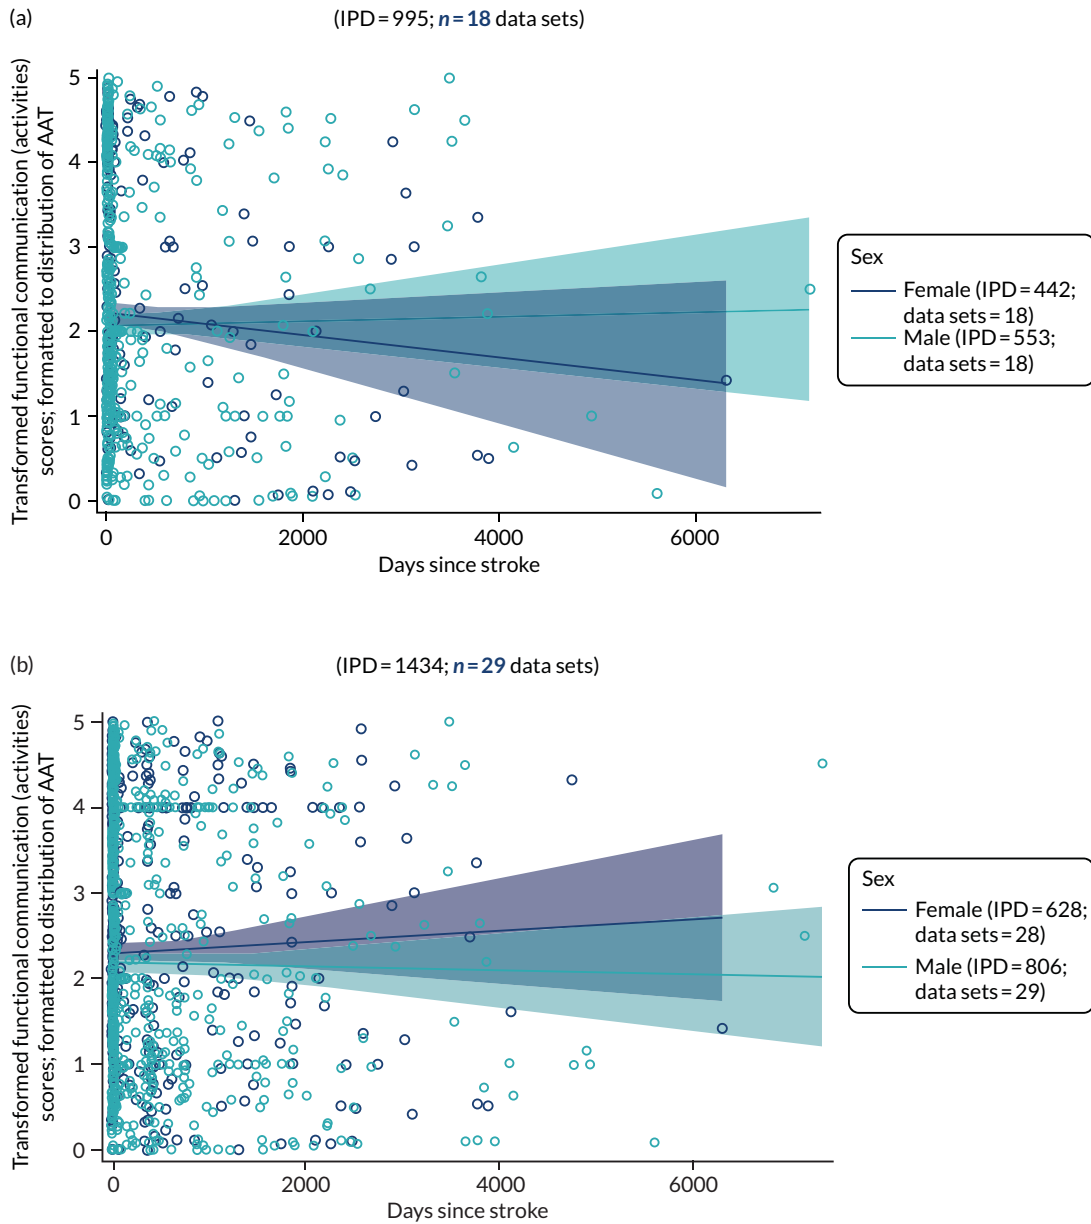 (a)
(IPD=995; n=18 data sets)
Transformed functional communication (activities)
scores; formatted to distribution of AAT
5
4
3
2
1
0
0
2000
4000
6000
Days since stroke
Sex
Female (IPD=442;
data sets=18)
Male (IPD=553;
data sets=18)
(b)
(IPD=1434; n=29 data sets)
Transformed functional communication (activities)
scores; formatted to distribution of AAT
5
4
3
2
1
0
0
2000
4000
6000
Days since stroke
Sex
Female (IPD=628;
data sets=28)
Male (IPD=806;
data sets=29)